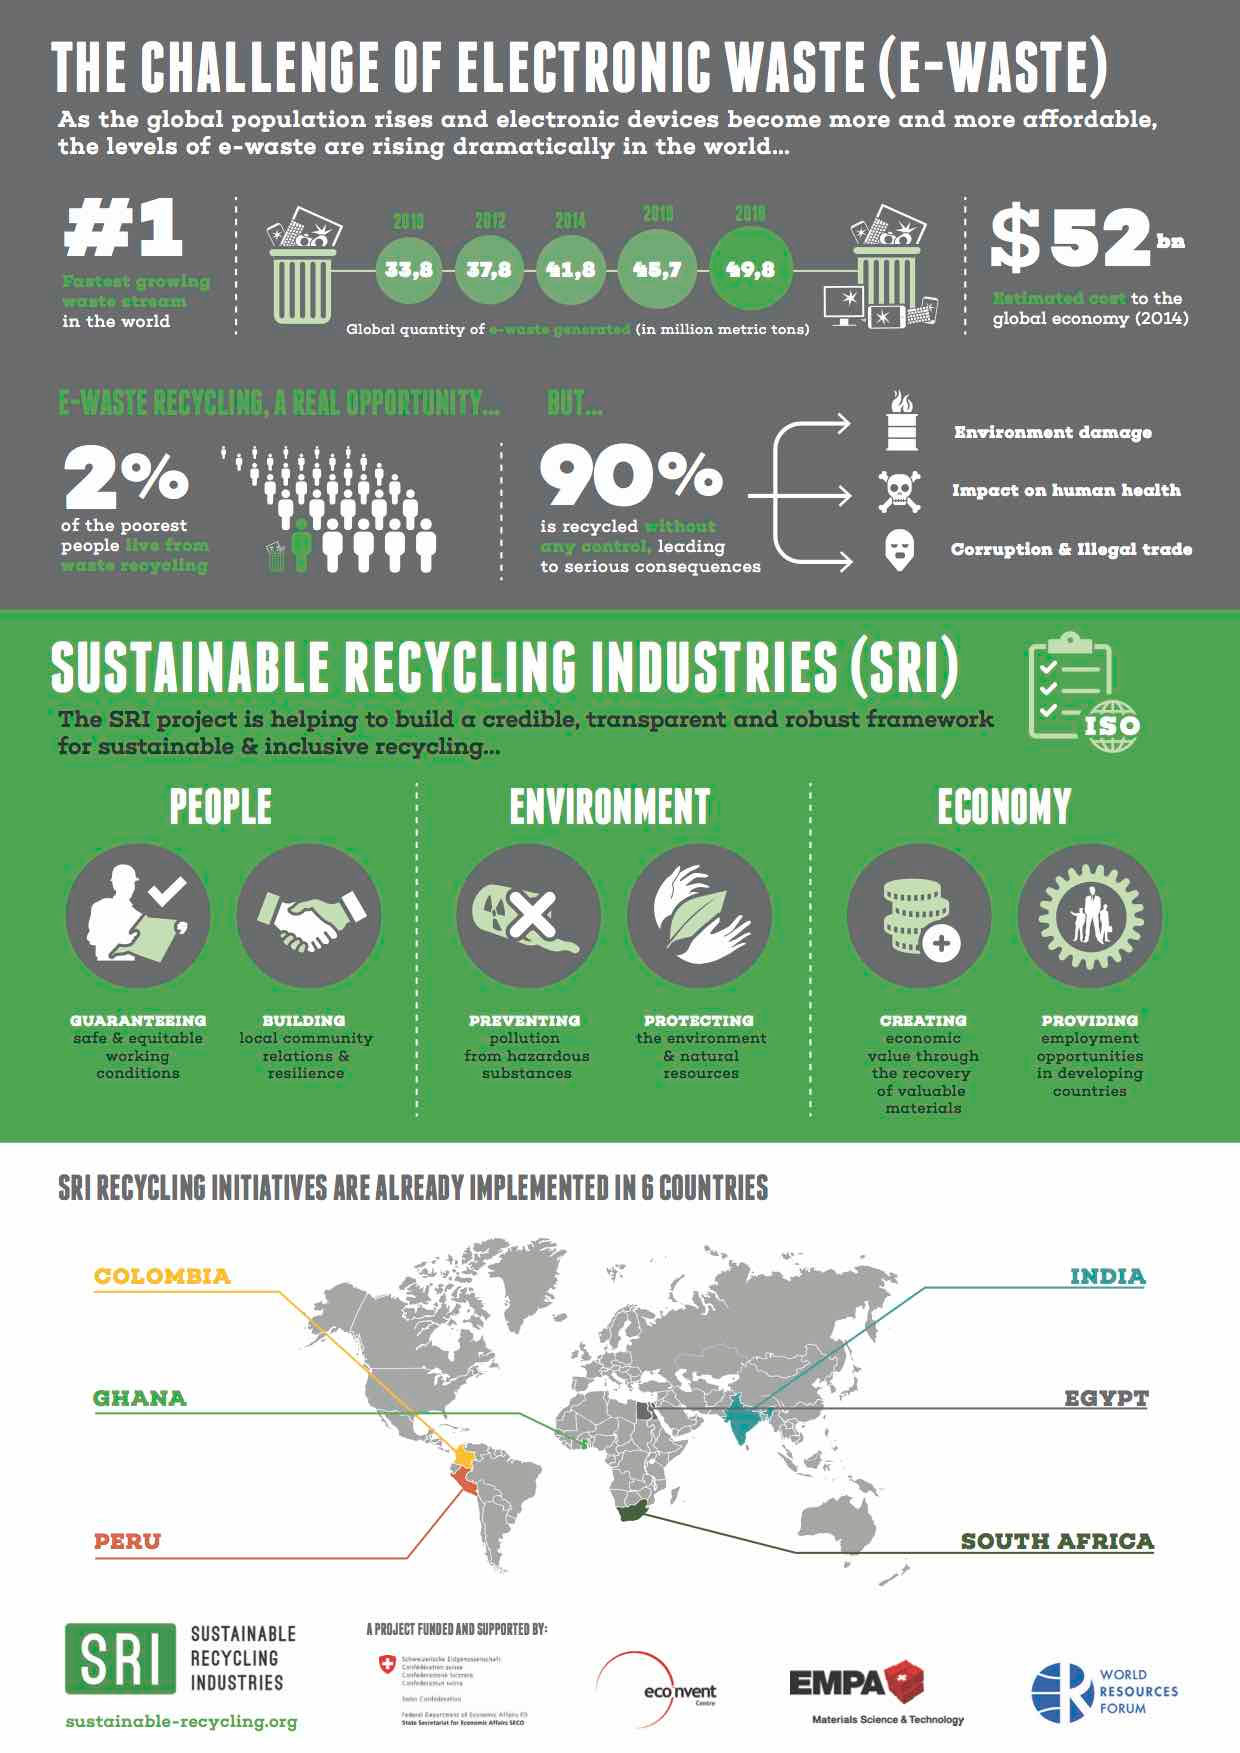 THE CHALLENGE OF ELECTRONIC WASTE (E-WASTE)
As the global population rises and electronic devices become more and more affordable,
the levels of e-waste are rising dramatically in the world...
#1
Fastest growing
waste stream
in the world
2010 2012 2014 2016 2018
33,8 37,8 41,8 45,7 49,8
Global quantity of e-waste generated (in million metric tons)
$52 bn
Estimated cost to the
global economy (2014)
E-WASTE RECYCLING, A REAL OPPORTUNITY...
2%
of the poorest
people live from
waste recycling
BUT...
90%
is recycled without
any control, leading
to serious consequences
Environment damage
Impact on human health
Corruption & Illegal trade
SUSTAINABLE RECYCLING INDUSTRIES (SRI)
The SRI project is helping to build a credible, transparent and robust framework
for sustainable & inclusive recycling...
ISO
PEOPLE
GUARANTEEING
safe & equitable
working
conditions
BUILDING
local community
relations &
resilience
ENVIRONMENT
PREVENTING
pollution
from hazardous
substances
PROTECTING
the environment
& natural
resources
ECONOMY
CREATING
economic
value through
the recovery
of valuable
materials
PROVIDING
employment
opportunities
in developing
countries
SRI RECYCLING INITIATIVES ARE ALREADY IMPLEMENTED IN 6 COUNTRIES
COLOMBIA
INDIA
GHANA
EGYPT
PERU
SOUTH AFRICA
SRI
SUSTAINABLE
RECYCLING
INDUSTRIES
sustainable-recycling.org
A PROJECT FUNDED AND SUPPORTED BY:
Schweizerische Eidgenossenschaft
Confédération suisse
Confederazione Svizzera
Confederaziun svizra
Swiss Confederation
Federal Department of Economic Affairs
State Secretariat for Economic Affairs SECO
econvent
Centre
EMPA
Materials Science & Technology
WORLD
RESOURCES
FORUM